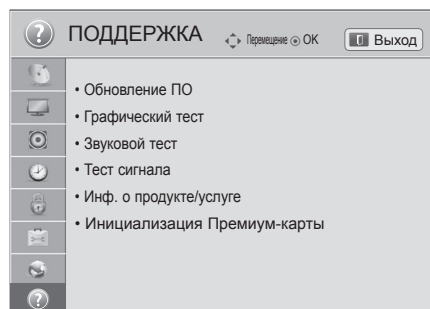 ПОДДЕРЖКА Перемещение OK Выход
• Обновление ПО
• Графический тест
• Звуковой тест
• Тест сигнала
• Инф. о продукте/услуге
• Инициализация Премиум-карты